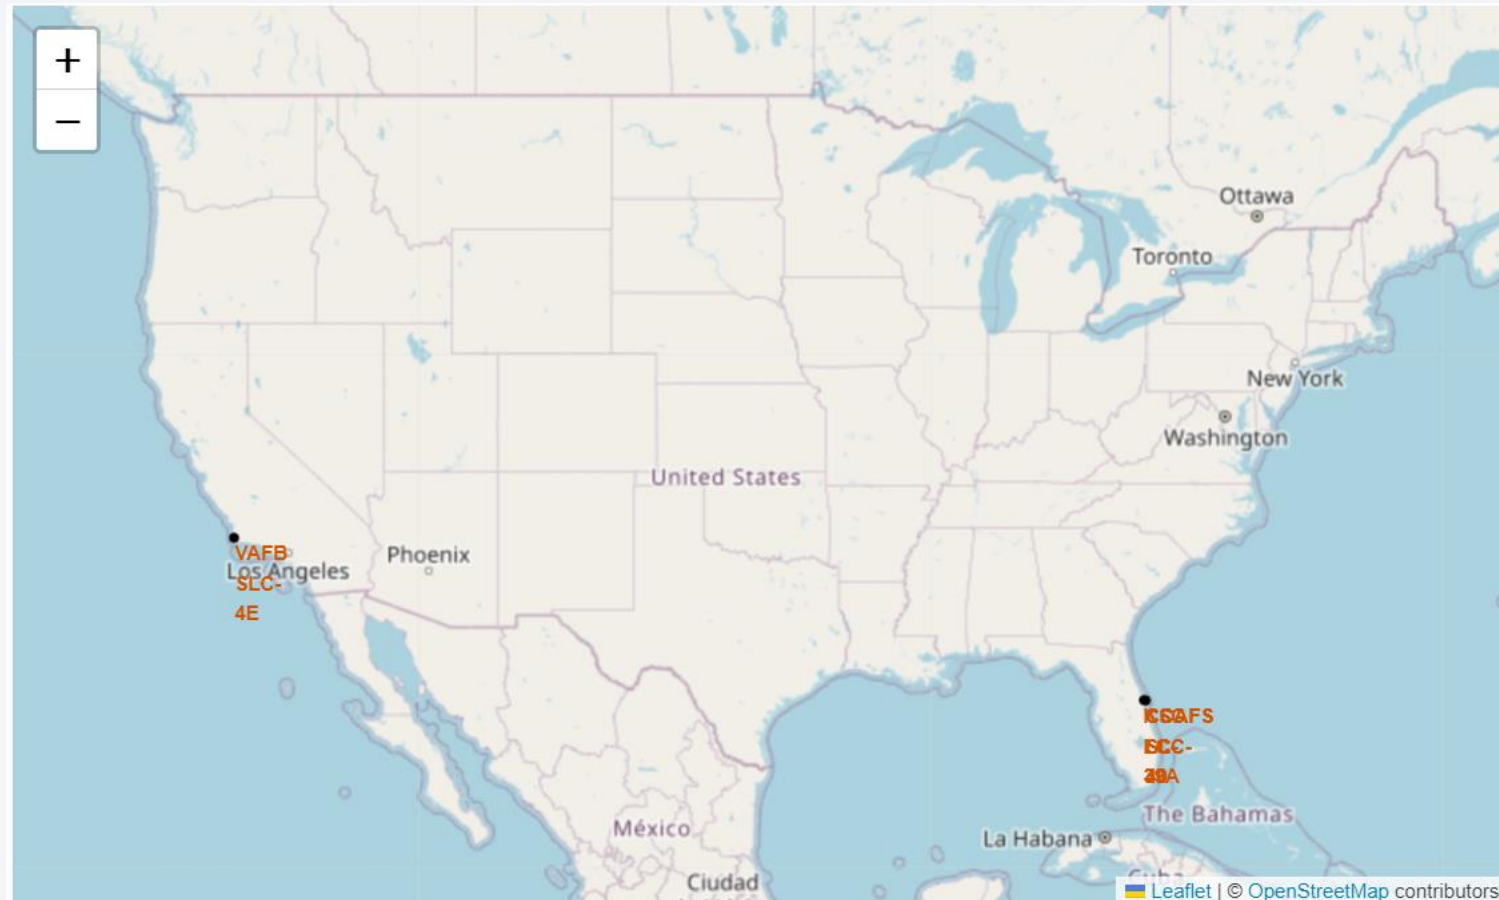 +
−
Ottawa
Toronto
New York
Washington
United States
VAFB
Los Angeles
Phoenix
SLC-
4E
The Bahamas
México
La Habana
Cuba
Ciudad
Leaflet | © OpenStreetMap contributors